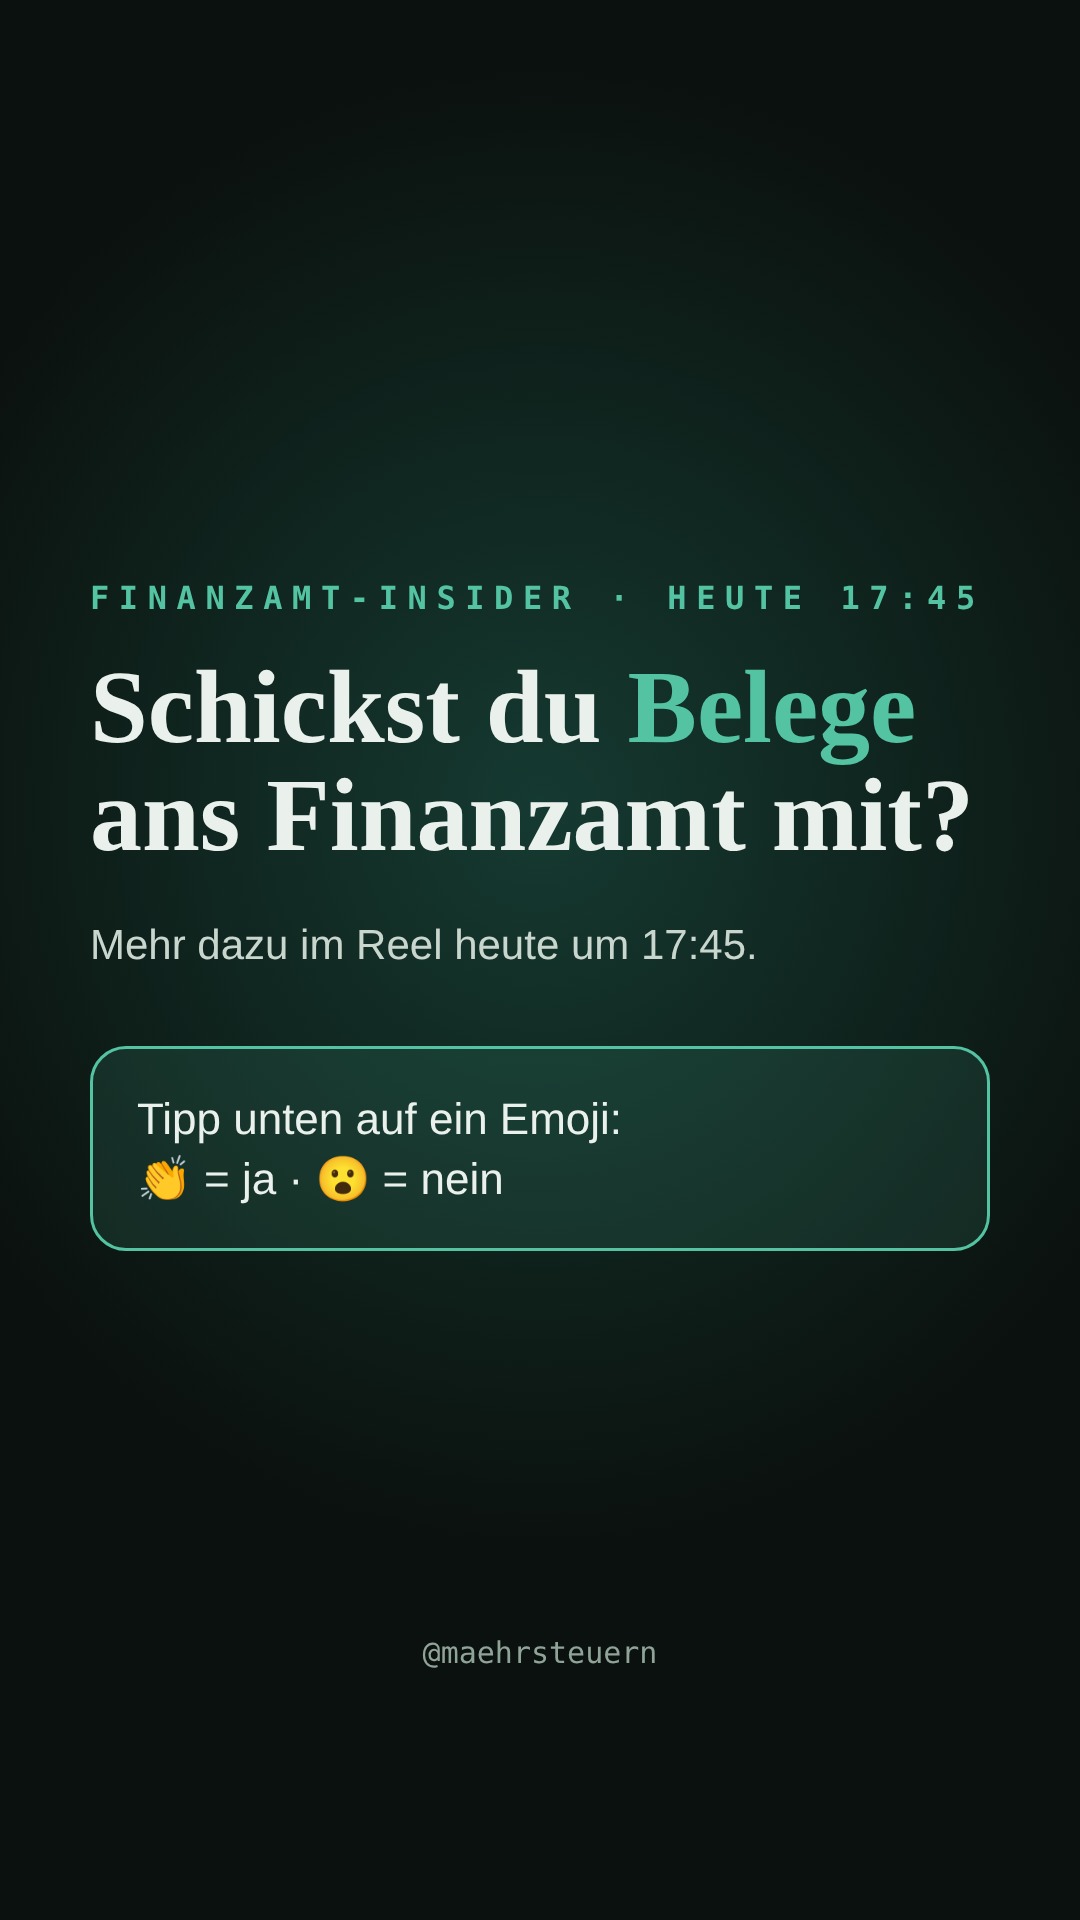 FINANZAMT-INSIDER · HEUTE 17:45
Schickst du Belege
ans Finanzamt mit?
Mehr dazu im Reel heute um 17:45.
Tipp unten auf ein Emoji:
👏 = ja · 😮 = nein
@maehrsteuern